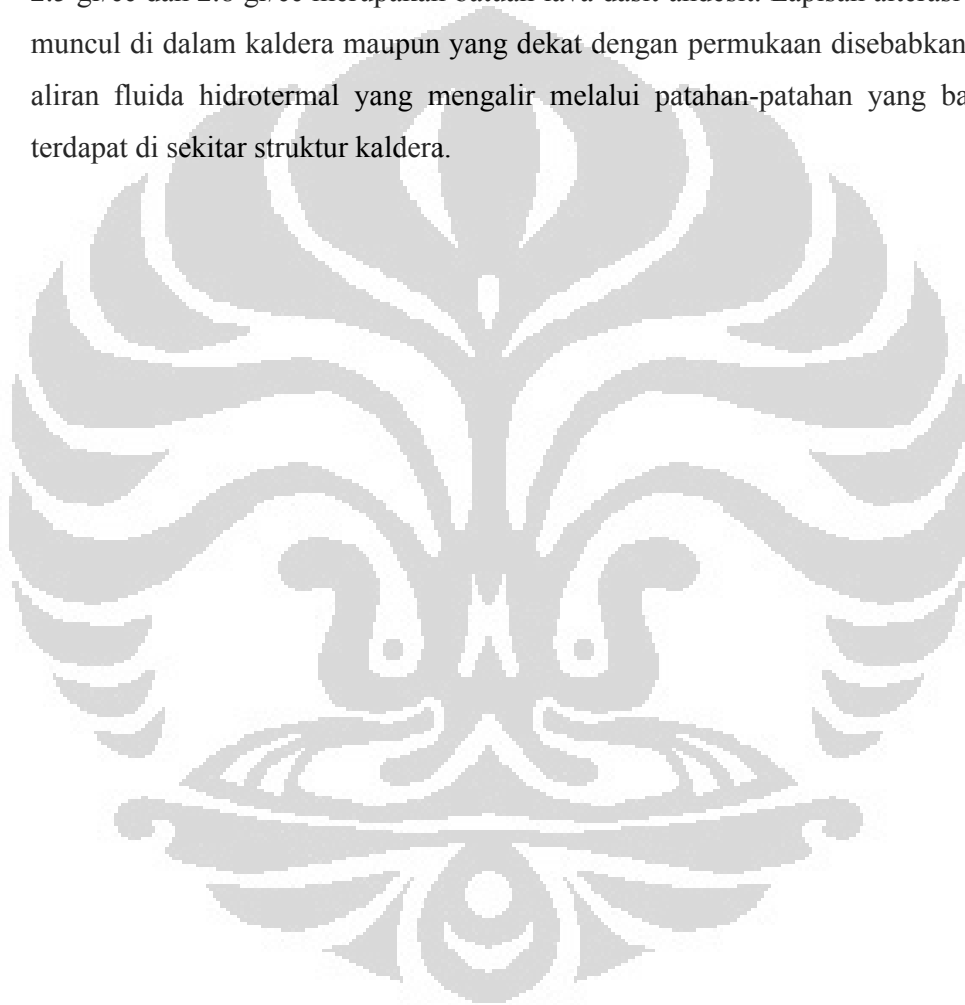 muncul di dalam kaldera maupun yang dekat dengan permukaan disebabkan
aliran fluida hidrotermal yang mengalir melalui patahan-patahan yang ba
terdapat di sekitar struktur kaldera.